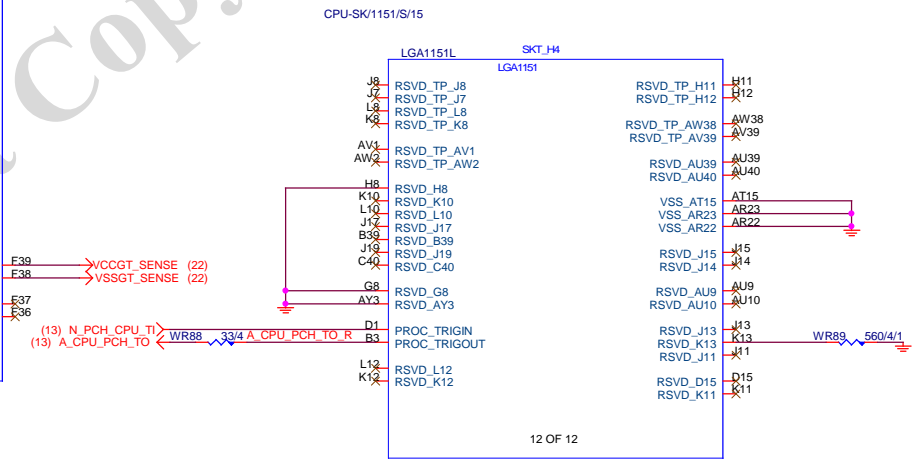 CPU-SK/1151/S/15
Copy
LGA1151L
SKT_H4
LGA1151
J8 RSVD_TP_J8
J7 RSVD_TP_J7
L8 RSVD_TP_L8
K8 RSVD_TP_K8
AV1 RSVD_TP_AV1
AW2 RSVD_TP_AW2
H8 RSVD_H8
K10 RSVD_K10
L10 RSVD_L10
J17 RSVD_J17
B39 RSVD_B39
J19 RSVD_J19
C40 RSVD_C40
G8 RSVD_G8
AY3 RSVD_AY3
D1 PROC_TRIGIN
B3 PROC_TRIGOUT
L12 RSVD_L12
K12 RSVD_K12
RSVD_TP_H11 H11
RSVD_TP_H12 H12
RSVD_TP_AW38 AW38
RSVD_TP_AV39 AV39
RSVD_AU39 AU39
RSVD_AU40 AU40
VSS_AT15 AT15
VSS_AR23 AR23
VSS_AR22 AR22
RSVD_J15 J15
RSVD_J14 J14
RSVD_AU9 AU9
RSVD_AU10 AU10
RSVD_J13 J13
RSVD_K13 K13
RSVD_J11 J11
RSVD_D15 D15
RSVD_K11 K11
WR89 560/4/1
F39 VCCGT_SENSE (22)
F38 VSSGT_SENSE (22)
F37
F36
(13) N_PCH_CPU_TI
(13) A_CPU_PCH_TO WR88 33/4 A_CPU_PCH_TO_R
12 OF 12